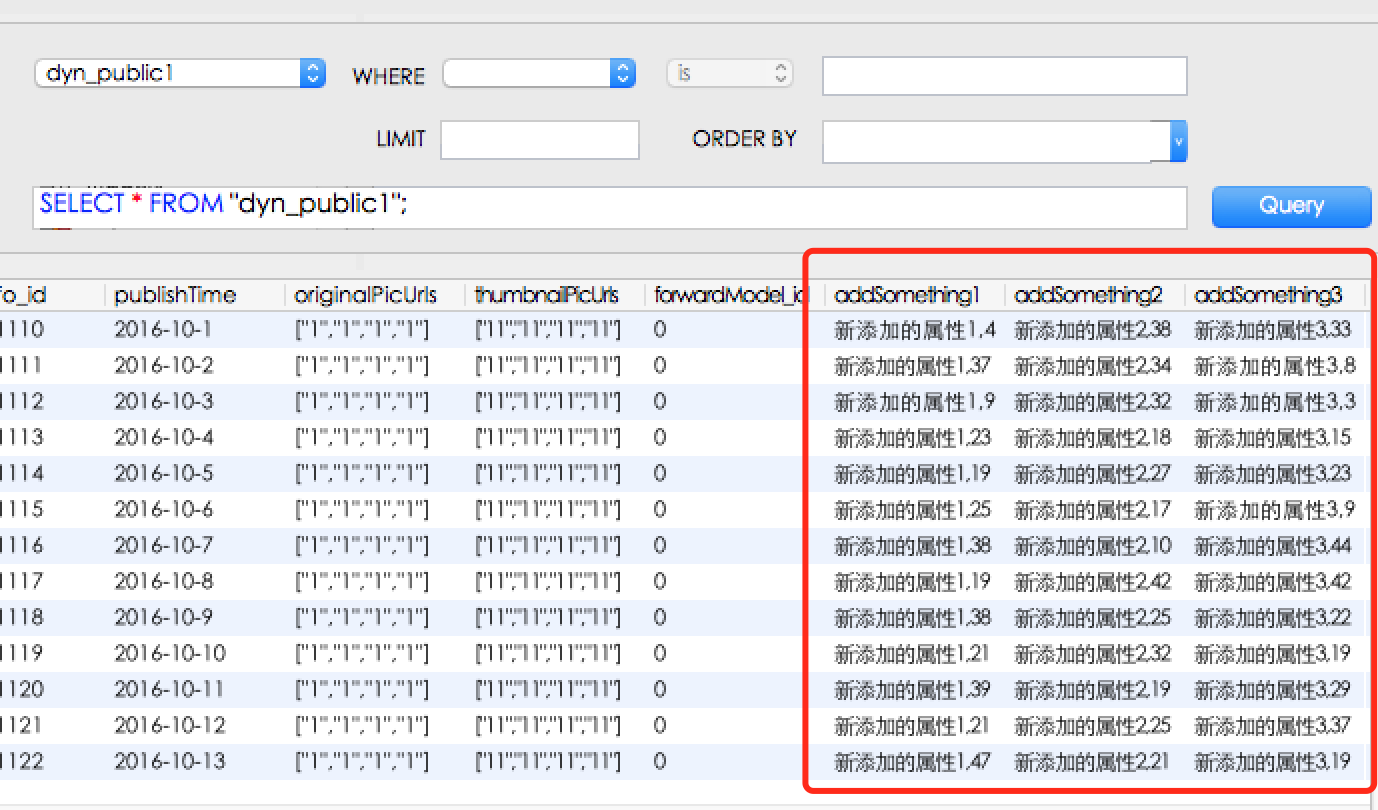 dyn_public1 WHERE is
LIMIT ORDER BY
SELECT * FROM "dyn_public1";
Query
fo_id publishTime originalPicUrls thumbnailPicUrls forwardModel_id addSomething1 addSomething2 addSomething3
1110 2016-10-1 ["1","1","1","1"] ["11","11","11","11"] 0 新添加的属性1,4 新添加的属性2,38 新添加的属性3,33
1111 2016-10-2 ["1","1","1","1"] ["11","11","11","11"] 0 新添加的属性1,37 新添加的属性2,34 新添加的属性3,8
1112 2016-10-3 ["1","1","1","1"] ["11","11","11","11"] 0 新添加的属性1,9 新添加的属性2,32 新添加的属性3,3
1113 2016-10-4 ["1","1","1","1"] ["11","11","11","11"] 0 新添加的属性1,23 新添加的属性2,18 新添加的属性3,15
1114 2016-10-5 ["1","1","1","1"] ["11","11","11","11"] 0 新添加的属性1,19 新添加的属性2,27 新添加的属性3,23
1115 2016-10-6 ["1","1","1","1"] ["11","11","11","11"] 0 新添加的属性1,25 新添加的属性2,17 新添加的属性3,9
1116 2016-10-7 ["1","1","1","1"] ["11","11","11","11"] 0 新添加的属性1,38 新添加的属性2,10 新添加的属性3,44
1117 2016-10-8 ["1","1","1","1"] ["11","11","11","11"] 0 新添加的属性1,19 新添加的属性2,42 新添加的属性3,42
1118 2016-10-9 ["1","1","1","1"] ["11","11","11","11"] 0 新添加的属性1,38 新添加的属性2,25 新添加的属性3,22
1119 2016-10-10 ["1","1","1","1"] ["11","11","11","11"] 0 新添加的属性1,21 新添加的属性2,32 新添加的属性3,19
1120 2016-10-11 ["1","1","1","1"] ["11","11","11","11"] 0 新添加的属性1,39 新添加的属性2,19 新添加的属性3,29
1121 2016-10-12 ["1","1","1","1"] ["11","11","11","11"] 0 新添加的属性1,21 新添加的属性2,25 新添加的属性3,37
1122 2016-10-13 ["1","1","1","1"] ["11","11","11","11"] 0 新添加的属性1,47 新添加的属性2,21 新添加的属性3,19